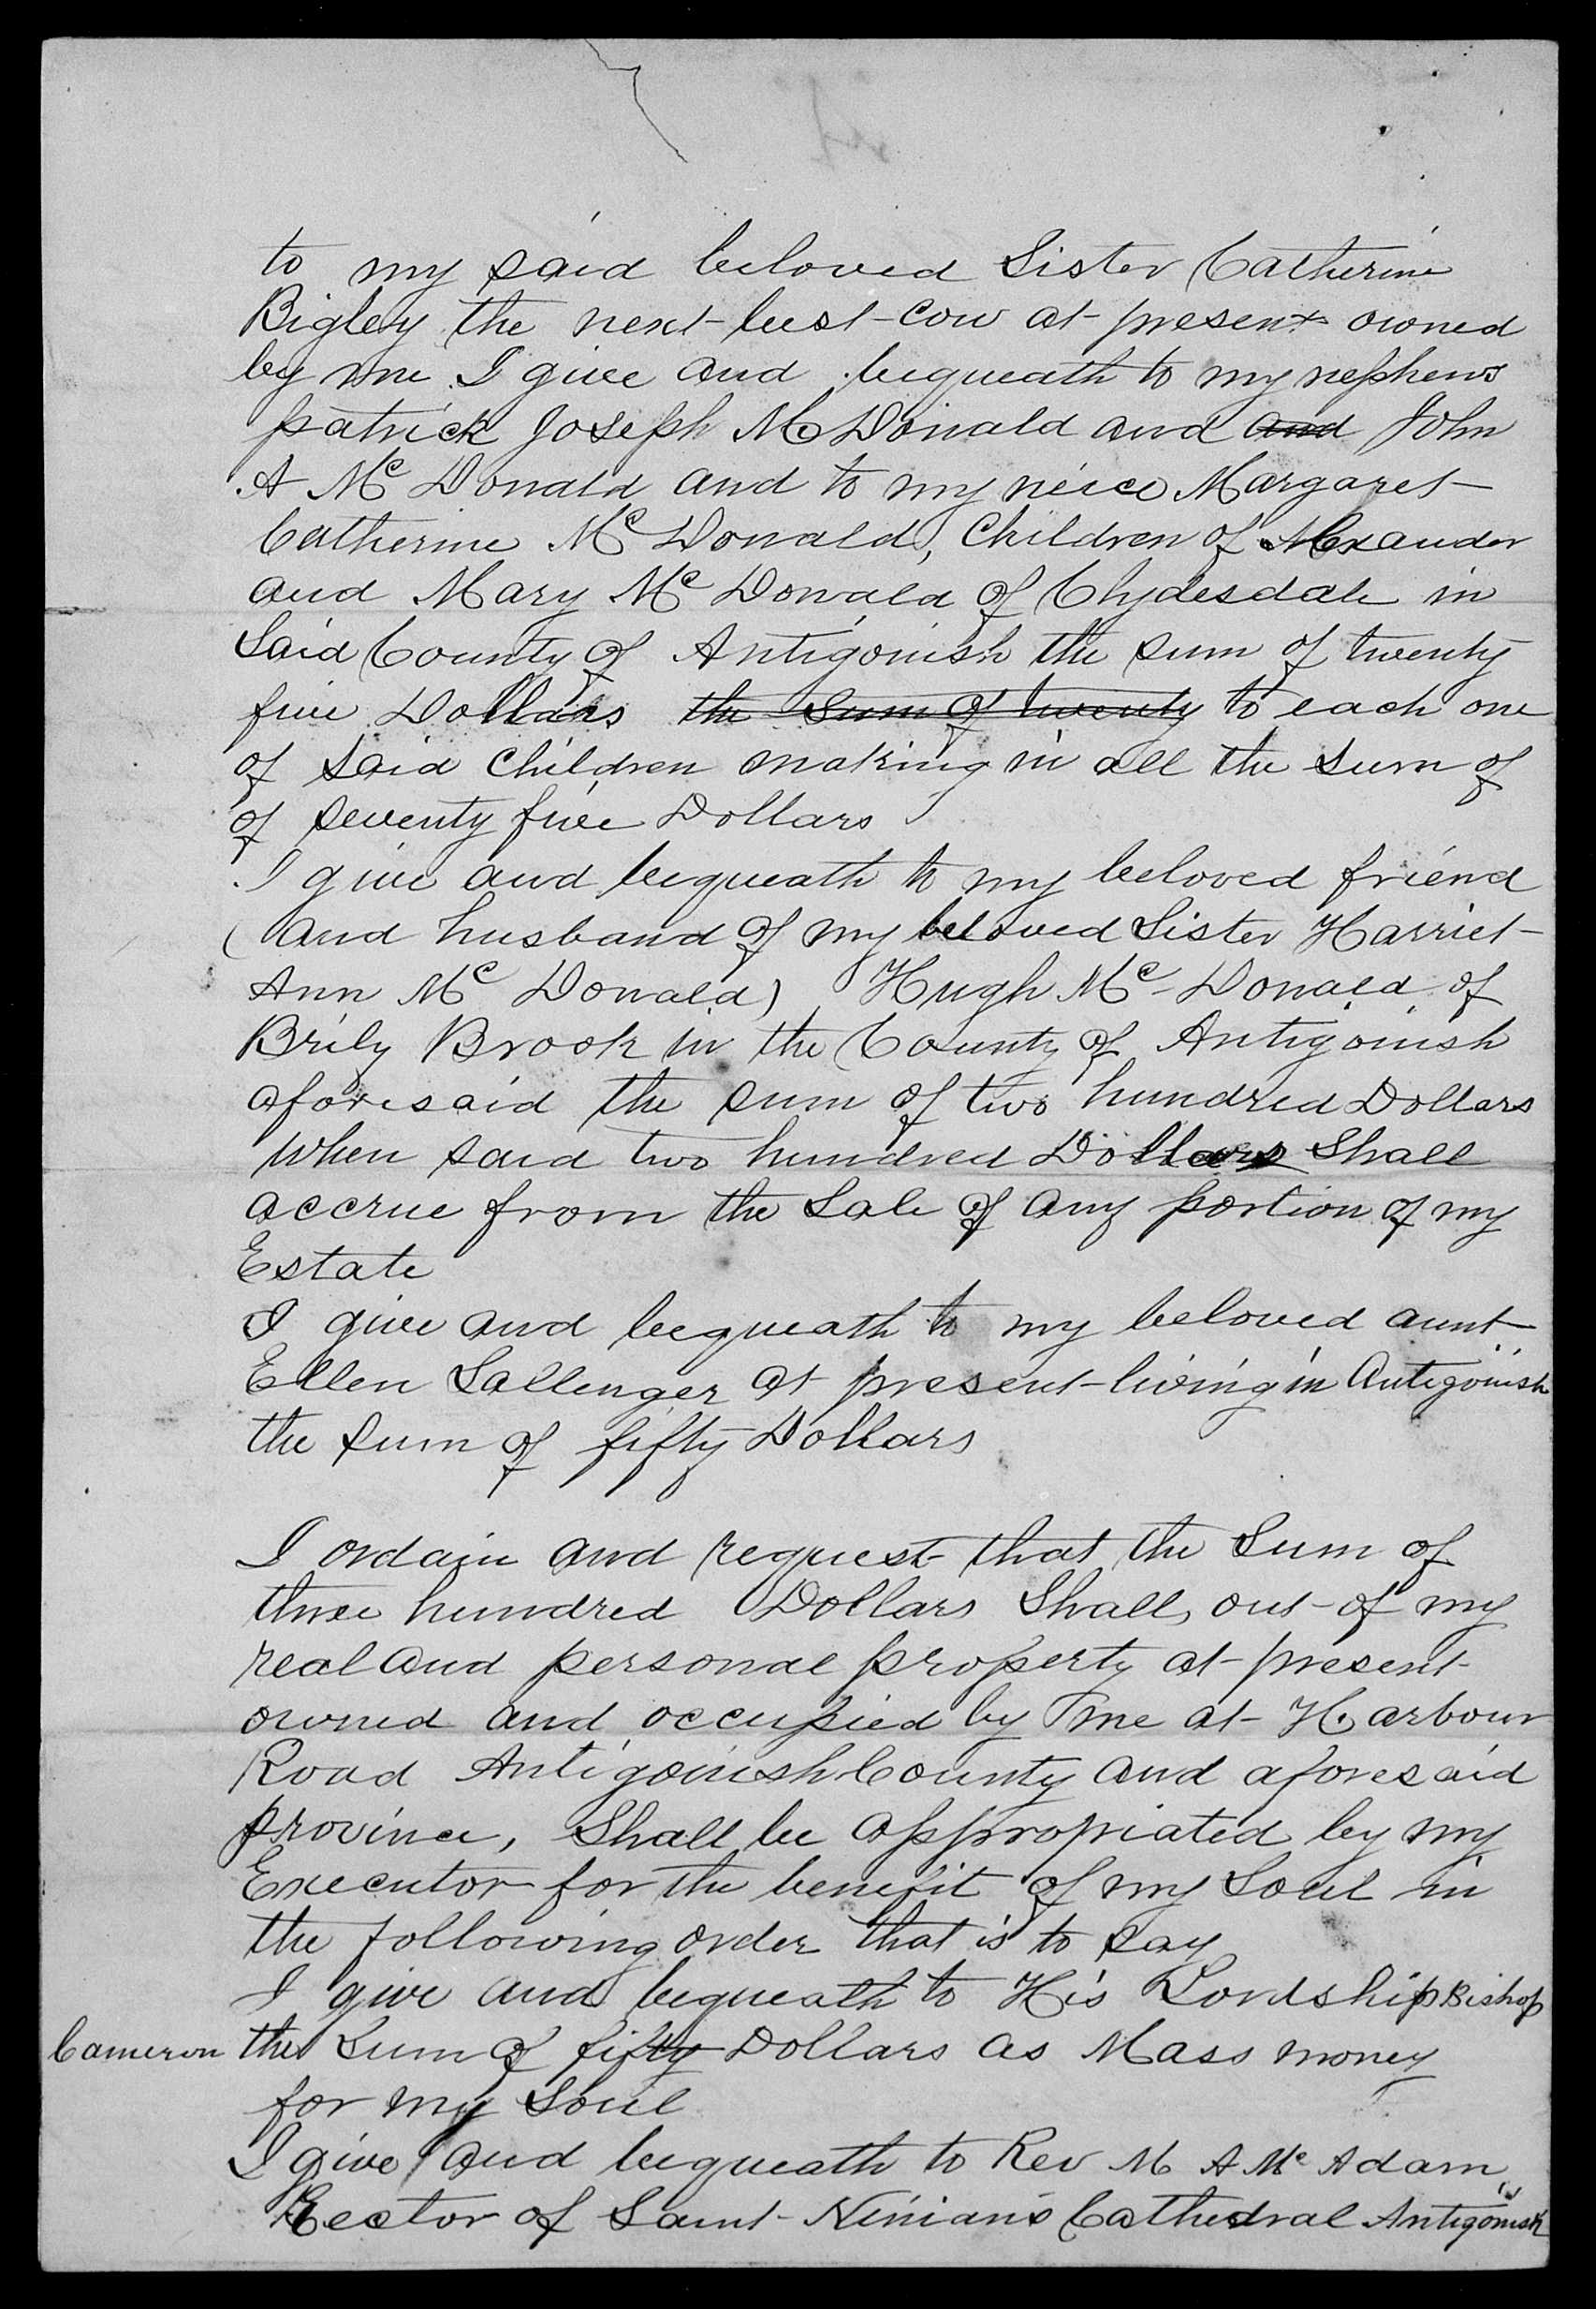 to my said beloved Sister Catherine
Bigley the next best cow at present owned
by me I give and bequeath to my nephews
patrick Joseph McDonald and and John
A McDonald and to my neice Margaret
Catherine McDonald, Children of Alexander
and Mary McDonald of Clydesdale in
Said County of Antigonish the sum of twenty
five Dollars the Sum of twenty to each one
of said children making in all the sum of
of seventy five Dollars
I give and bequeath to my beloved friend
(and husband of my beloved Sister Harriet
Ann McDonald) Hugh McDonald of
Brily Brook in the County of Antigonish
aforesaid the sum of two hundred Dollars
when said two hundred Dollars Shall
accrue from the Sale of any portion of my
Estate
I give and bequeath to my beloved aunt
Ellen Sallenger at present living in Antigonish
the sum of fifty Dollars
I ordain and request that the Sum of
three hundred Dollars Shall, out of my
real and personal property at present
owned and occupied by me at Harbour
Road Antigonish County and aforesaid
province, Shall be appropriated by my
Executor for the benefit of my Soul in
the following order that is to say
I give and bequeath to His Lordship Bishop
Cameron the Sum of fifty Dollars as Mass money
for my Soul
I give and bequeath to Rev M A Mc Adam
Rector of Saint Ninian's Cathedral Antigonish